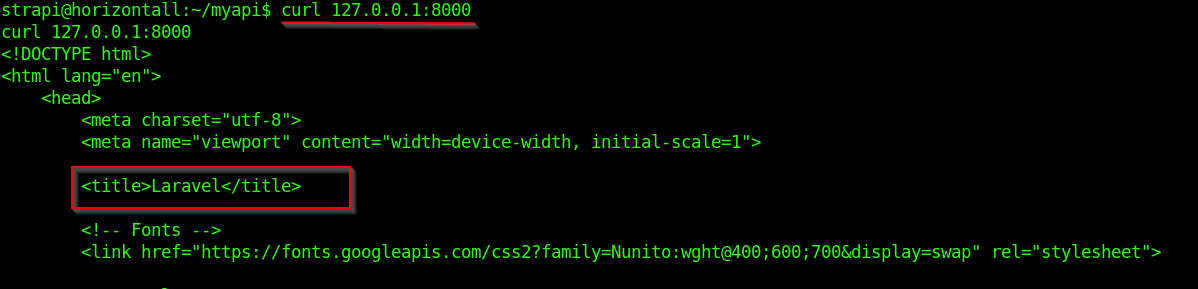 strapi@horizontall:~/myapi$ curl 127.0.0.1:8000
curl 127.0.0.1:8000
<!DOCTYPE html>
<html lang="en">
    <head>
        <meta charset="utf-8">
        <meta name="viewport" content="width=device-width, initial-scale=1">

        <title>Laravel</title>

        <!-- Fonts -->
        <link href="https://fonts.googleapis.com/css2?family=Nunito:wght@400;600;700&display=swap" rel="stylesheet">